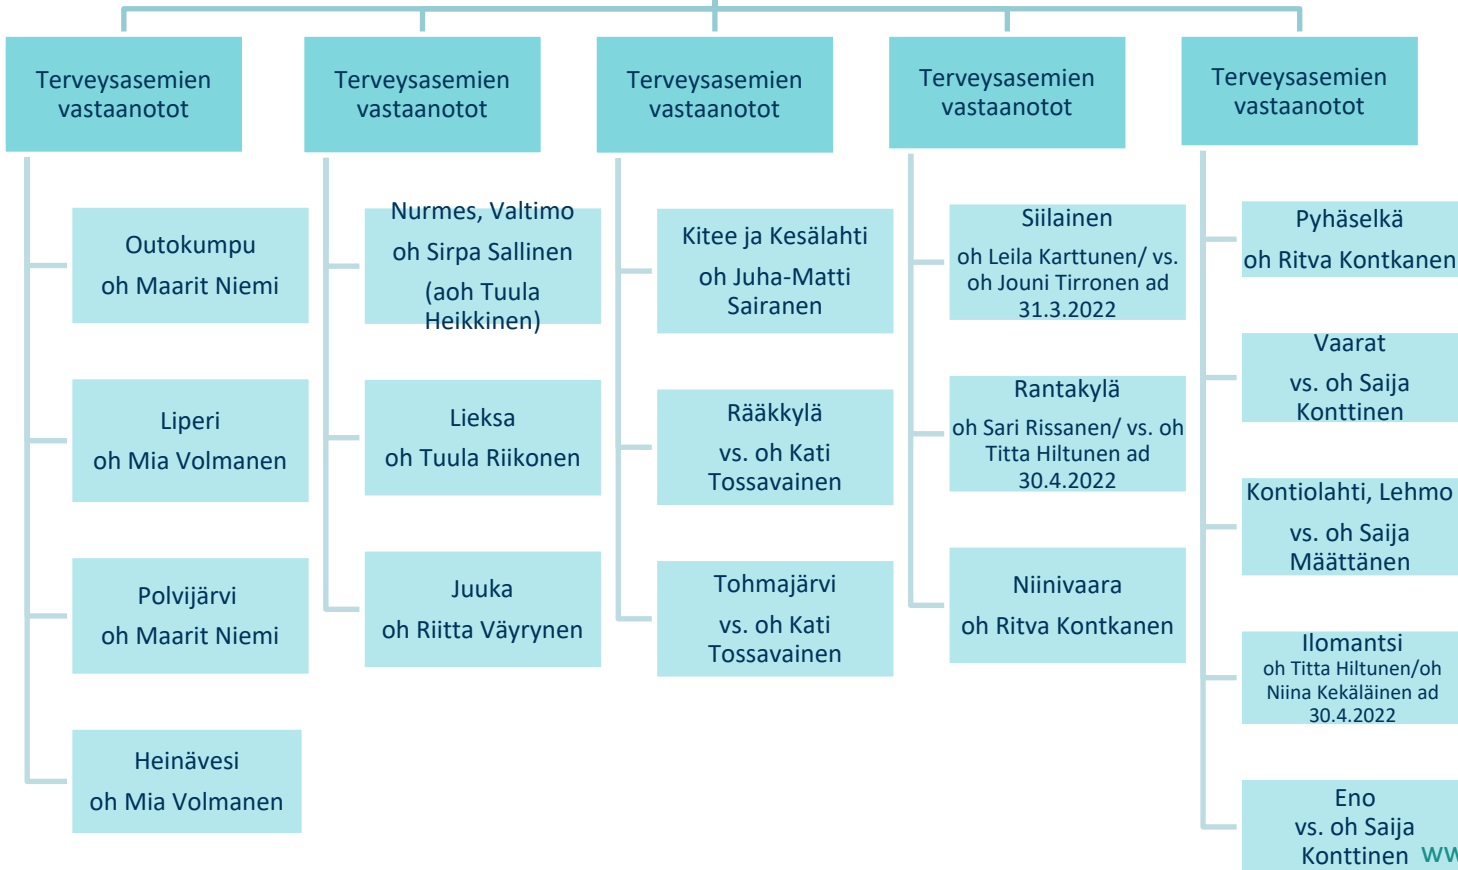 Terveysasemien
vastaanotot
Outokumpu
oh Maarit Niemi
Liperi
oh Mia Volmanen
Polvijärvi
oh Maarit Niemi
Heinävesi
oh Mia Volmanen
Terveysasemien
vastaanotot
Nurmes, Valtimo
oh Sirpa Sallinen
(aoh Tuula
Heikkinen)
Lieksa
oh Tuula Riikonen
Juuka
oh Riitta Väyrynen
Terveysasemien
vastaanotot
Kitee ja Kesälahti
oh Juha-Matti
Sairanen
Rääkkylä
vs. oh Kati
Tossavainen
Tohmajärvi
vs. oh Kati
Tossavainen
Terveysasemien
vastaanotot
Siilainen
oh Leila Karttunen/ vs.
oh Jouni Tirronen ad
31.3.2022
Rantakylä
oh Sari Rissanen/ vs. oh
Titta Hiltunen ad
30.4.2022
Niinivaara
oh Ritva Kontkanen
Terveysasemien
vastaanotot
Pyhäselkä
oh Ritva Kontkanen
Vaarat
vs. oh Saija
Konttinen
Kontiolahti, Lehmo
vs. oh Saija
Määttänen
Ilomantsi
oh Titta Hiltunen/oh
Niina Kekäläinen ad
30.4.2022
Eno
vs. oh Saija
Konttinen